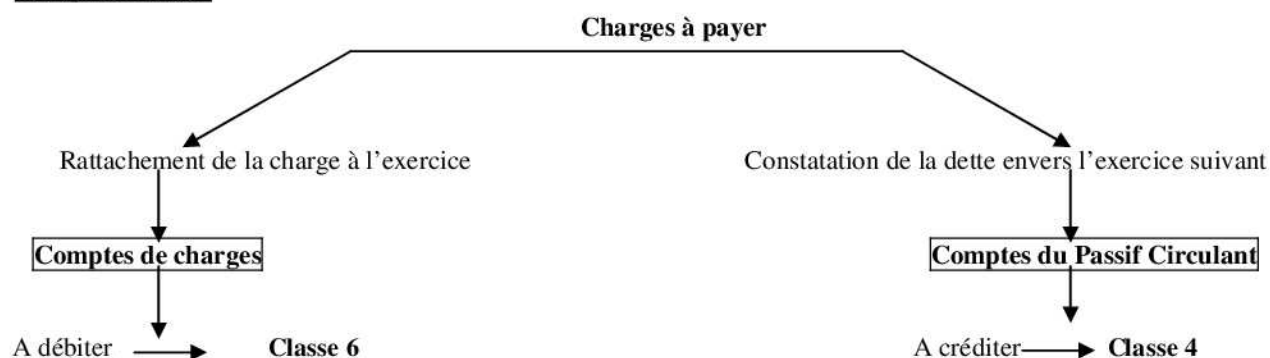 Charges à payer
Rattachement de la charge à l'exercice
Constatation de la dette envers l'exercice suivant
Comptes de charges
Comptes du Passif Circulant
A débiter
Classe 6
A créditer
Classe 4